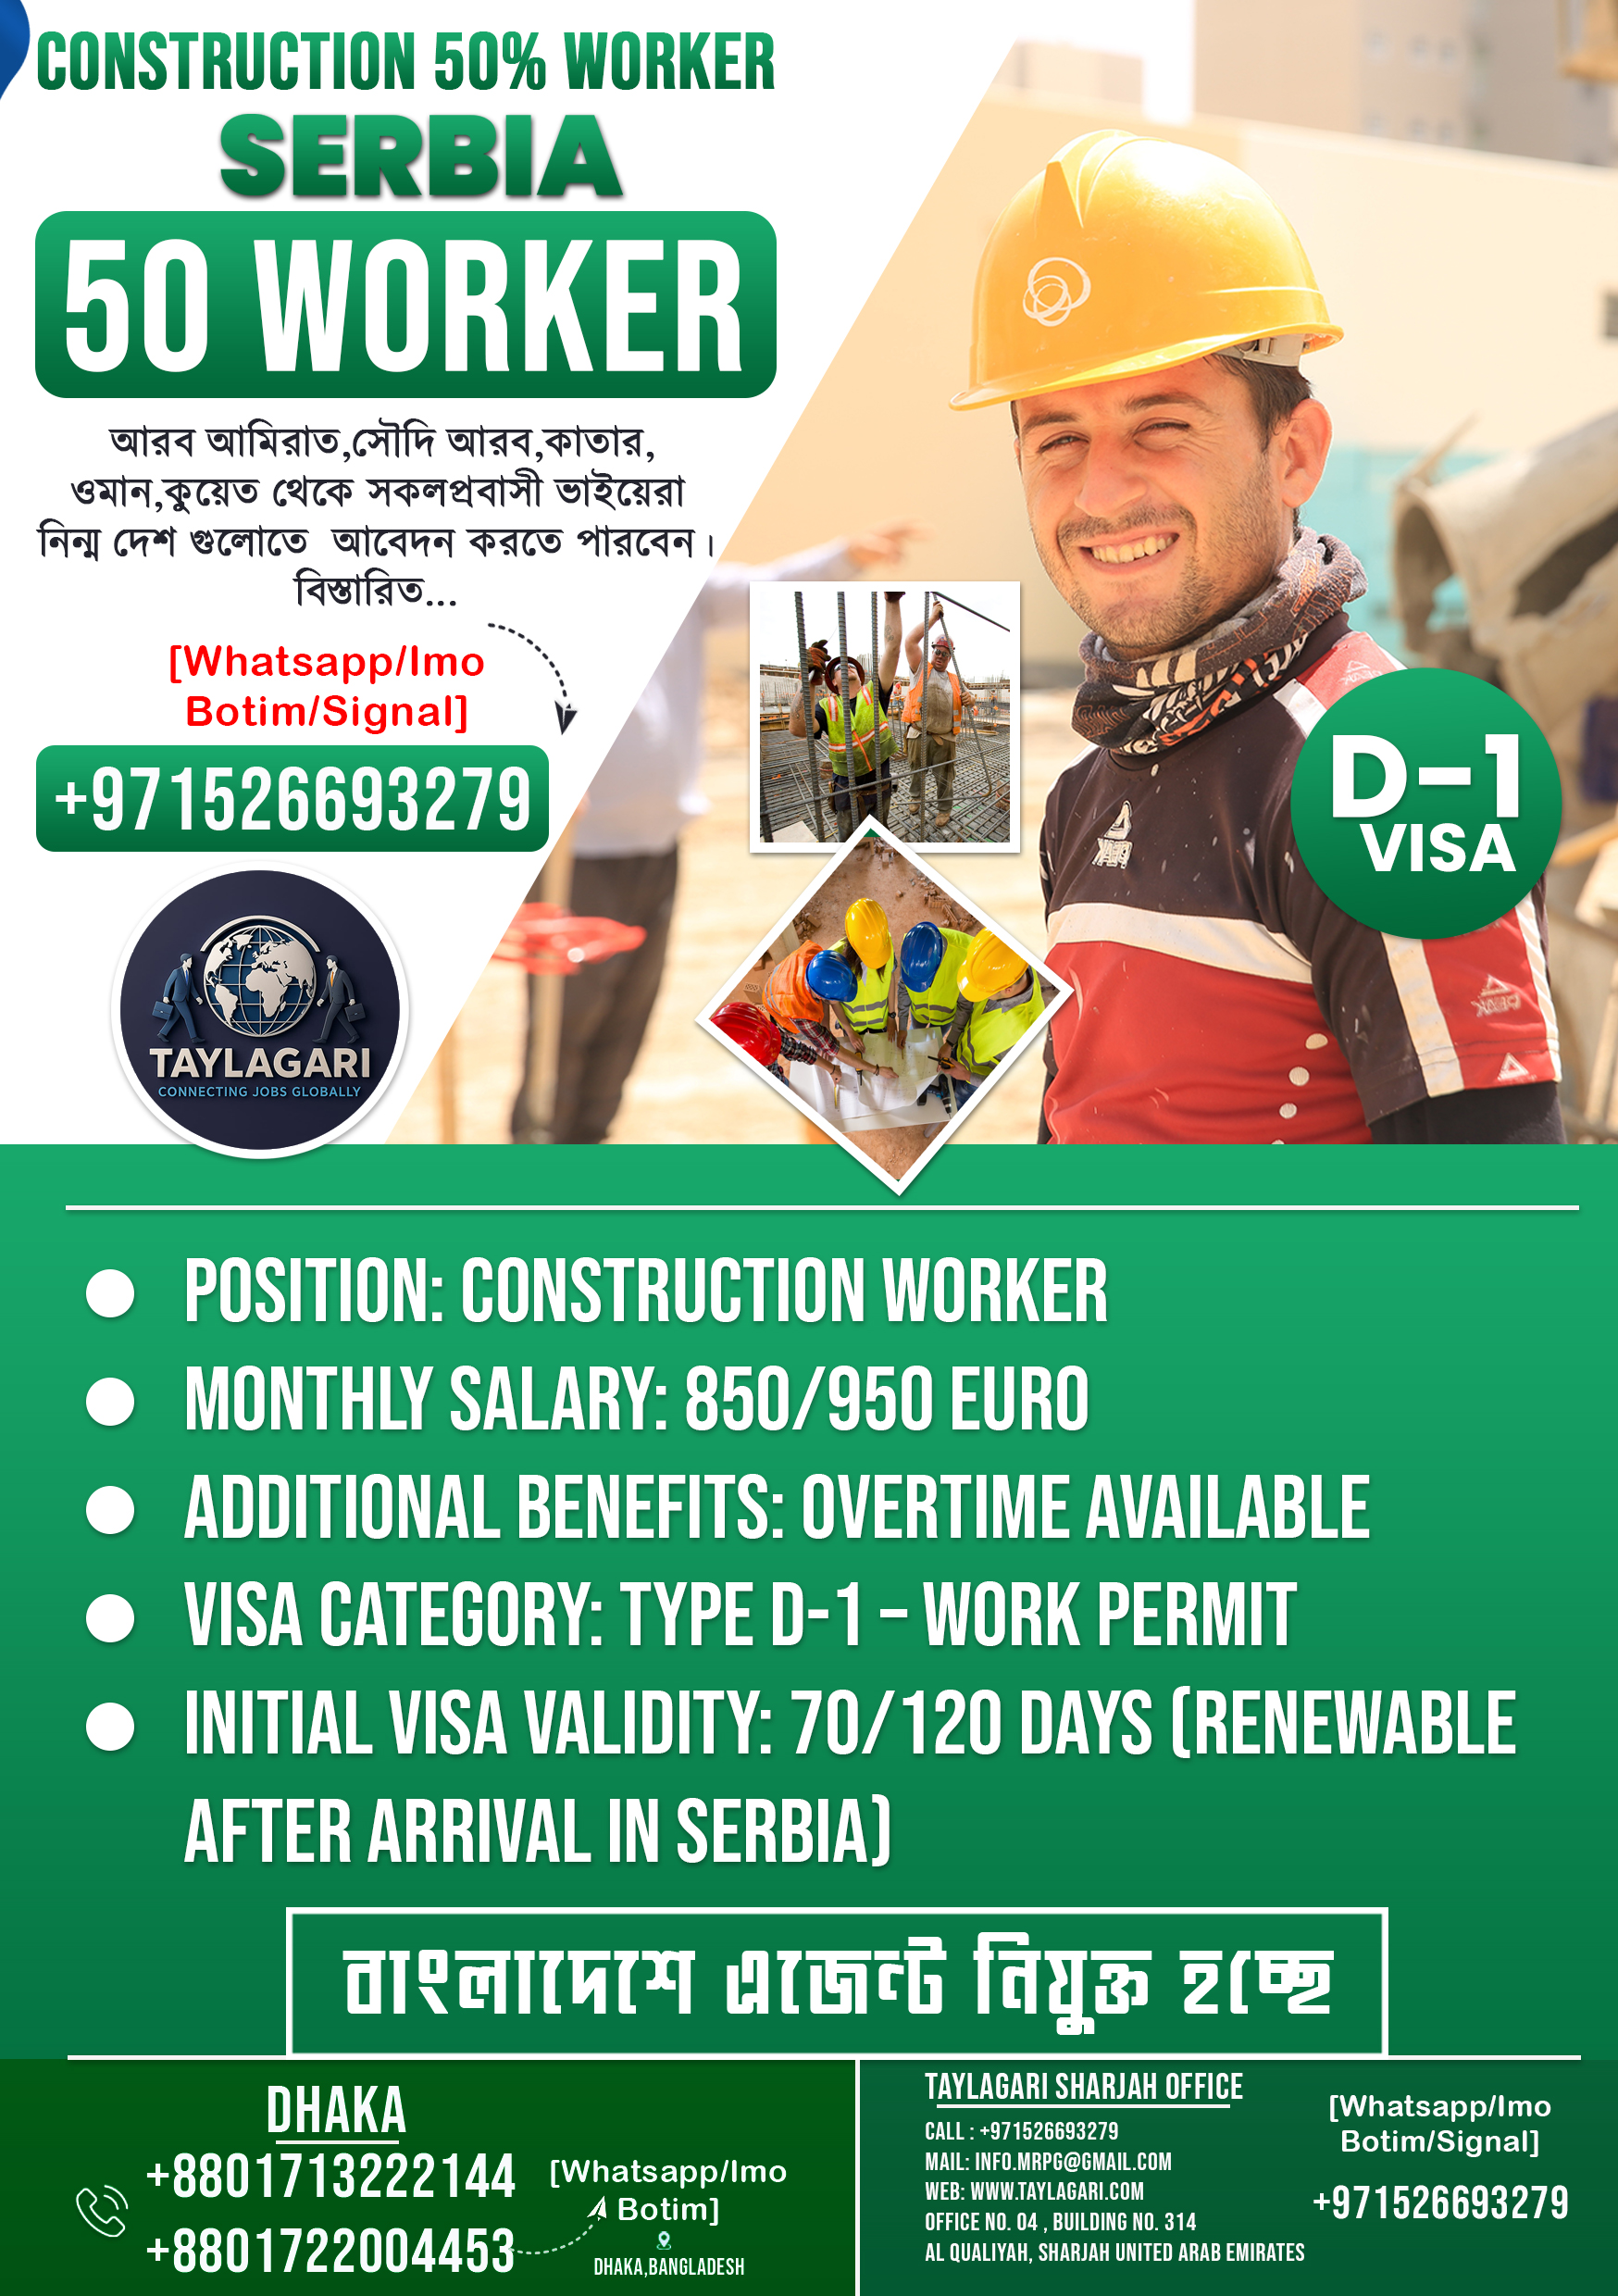 CONSTRUCTION 50% WORKER
SERBIA
50 WORKER
আরব আমিরাত,সৌদি আরব,কাতার,
ওমান,কুয়েত থেকে সকলপ্রবাসী ভাইয়েরা
নিন্ম দেশ গুলোতে আবেদন করতে পারবেন।
বিস্তারিত...
[Whatsapp/Imo
Botim/Signal]
+971526693279
TAYLAGARI
CONNECTING JOBS GLOBALLY
D-1
VISA
PEAK
POSITION: CONSTRUCTION WORKER
MONTHLY SALARY: 850/950 EURO
ADDITIONAL BENEFITS: OVERTIME AVAILABLE
VISA CATEGORY: TYPE D-1 – WORK PERMIT
INITIAL VISA VALIDITY: 70/120 DAYS (RENEWABLE
AFTER ARRIVAL IN SERBIA)
বাংলাদেশে এজেন্ট নিযুক্ত হচ্ছে
DHAKA
+8801713222144
+8801722004453
[Whatsapp/Imo
Botim]
DHAKA,BANGLADESH
TAYLAGARI SHARJAH OFFICE
CALL : +971526693279
MAIL: INFO.MRPG@GMAIL.COM
WEB: WWW.TAYLAGARI.COM
OFFICE NO. 04 , BUILDING NO. 314
AL QUALIYAH, SHARJAH UNITED ARAB EMIRATES
[Whatsapp/Imo
Botim/Signal]
+971526693279